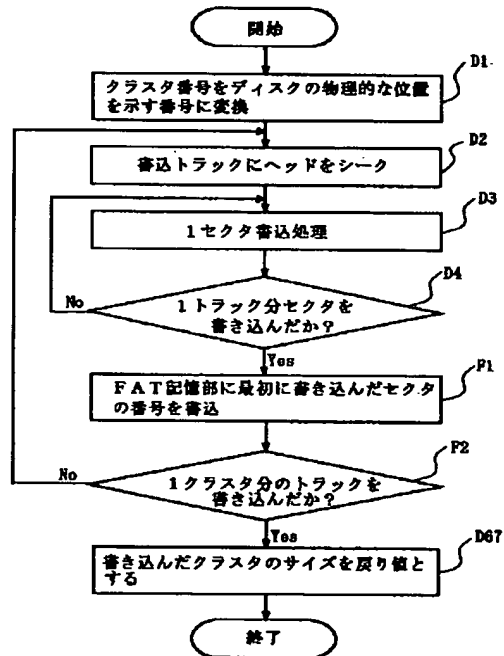 開始
D1
クラスタ番号をディスクの物理的な位置
を示す番号に変換
D2
書込トラックにヘッドをシーク
D3
1セクタ書込処理
D4
No
1トラック分セクタを
書き込んだか？
Yes
F1
FAT記憶部に最初に書き込んだセクタ
の番号を書込
F2
No
1クラスタ分のトラックを
書き込んだか？
Yes
D67
書き込んだクラスタのサイズを戻り値と
する
終了